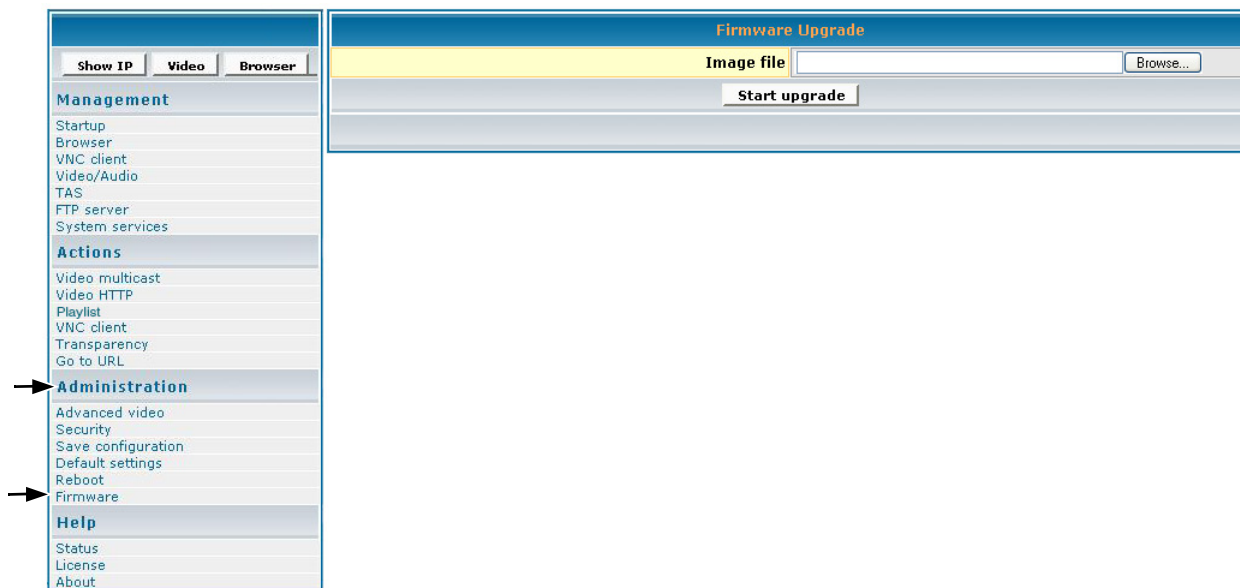 Show IP Video Browser
Management
Startup
Browser
VNC client
Video/Audio
TAS
FTP server
System services
Actions
Video multicast
Video HTTP
Playlist
VNC client
Transparency
Go to URL
Administration
Advanced video
Security
Save configuration
Default settings
Reboot
Firmware
Help
Status
License
About
Firmware Upgrade
Image file Browse...
Start upgrade